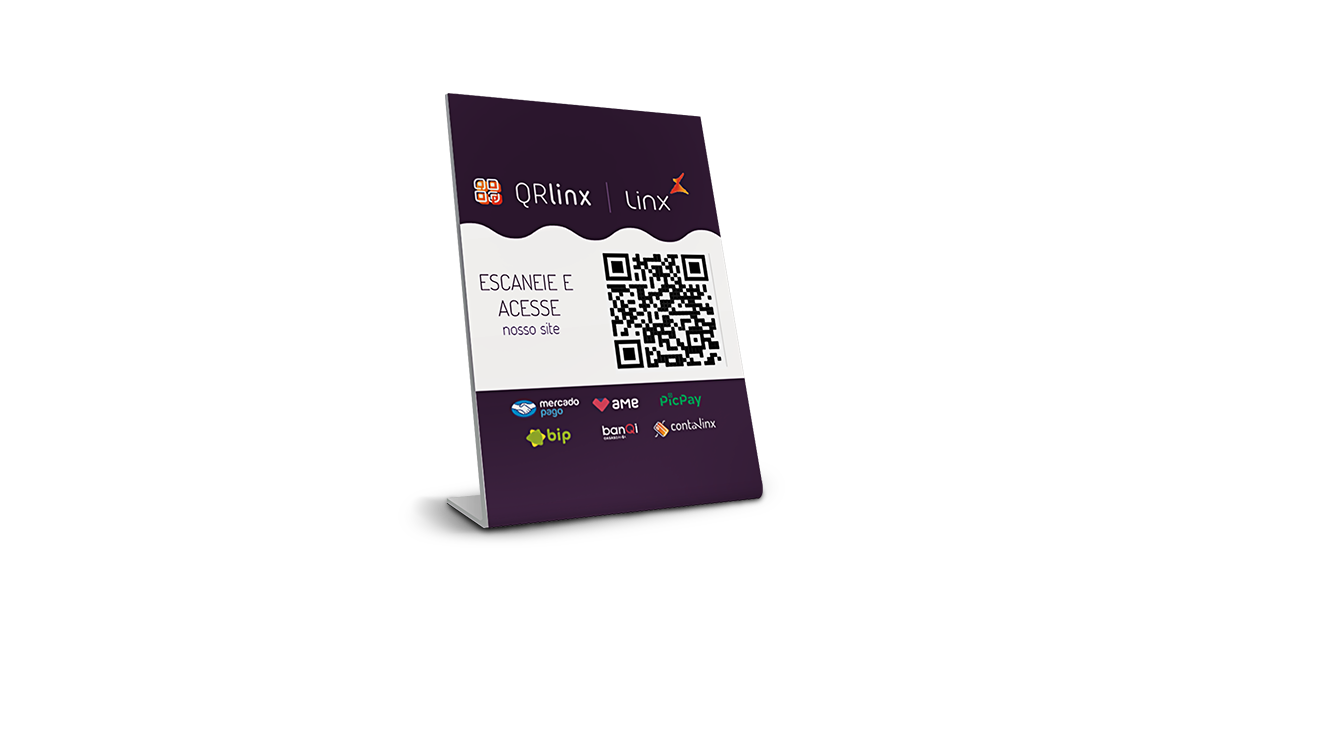 QRlinx | Linx
ESCANEIE E
ACESSE
nosso site
mercado
pago
ame
PicPay
bip
banQi
contalinx